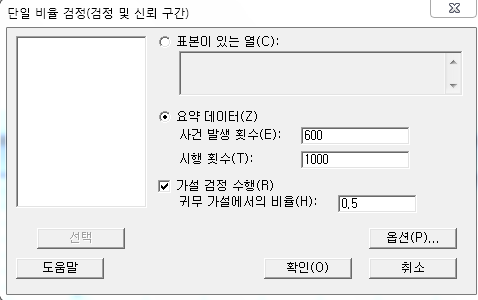 단일 비율 검정(검정 및 신뢰 구간)
표본이 있는 열(C):
요약 데이터(Z)
사건 발생 횟수(E): 600
시행 횟수(T): 1000
가설 검정 수행(R)
귀무 가설에서의 비율(H): 0,5
선택 옵션(P)...
도움말 확인(O) 취소